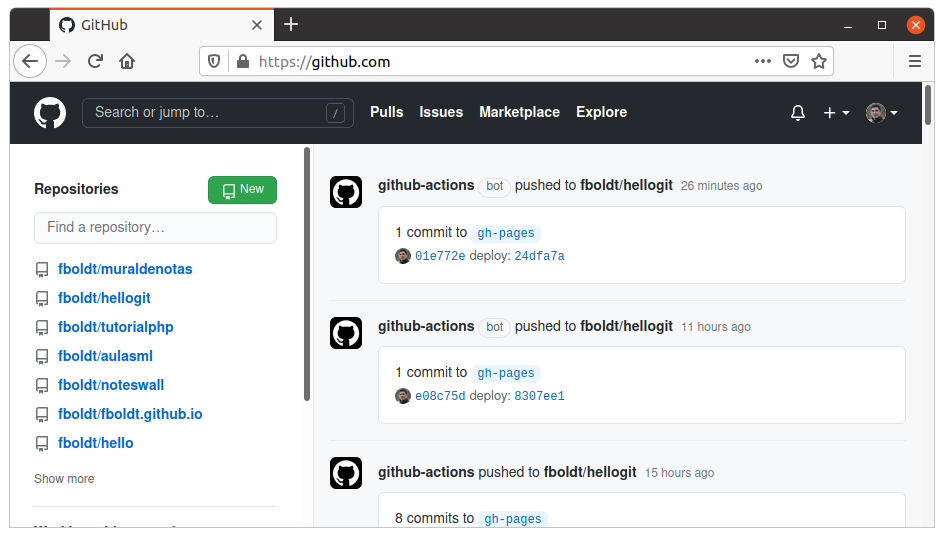 GitHub
https://github.com
Search or jump to… /
Pulls Issues Marketplace Explore
Repositories
New
Find a repository…
fboldt/muraldenotas
fboldt/hellogit
fboldt/tutorialphp
fboldt/aulasml
fboldt/noteswall
fboldt/fboldt.github.io
fboldt/hello
Show more
github-actions bot pushed to fboldt/hellogit 26 minutes ago
1 commit to gh-pages
01e772e deploy: 24dfa7a
github-actions bot pushed to fboldt/hellogit 11 hours ago
1 commit to gh-pages
e08c75d deploy: 8307ee1
github-actions pushed to fboldt/hellogit 15 hours ago
8 commits to gh-pages